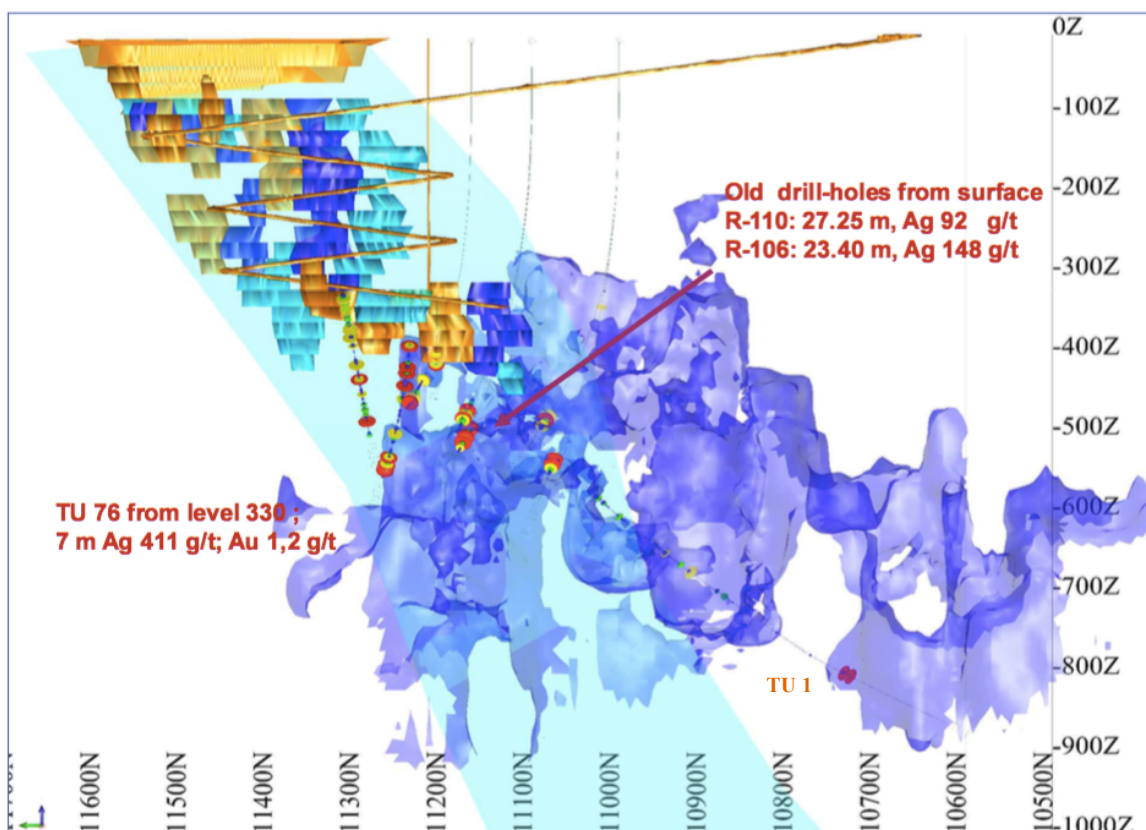 0Z
-100Z
-200Z
Old drill-holes from surface
R-110: 27.25 m, Ag 92 g/t
R-106: 23.40 m, Ag 148 g/t
-300Z
-400Z
-500Z
TU 76 from level 330 ;
7 m Ag 411 g/t; Au 1,2 g/t
-600Z
-700Z
TU 1
-800Z
-900Z
-1000Z
11600N
11500N
11400N
11300N
11200N
11100N
11000N
10900N
10800N
10700N
10600N
10500N